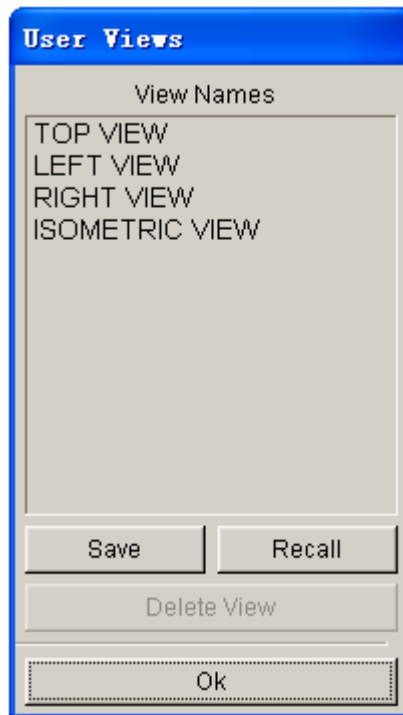 User Views
View Names
TOP VIEW
LEFT VIEW
RIGHT VIEW
ISOMETRIC VIEW
Save Recall
Delete View
Ok